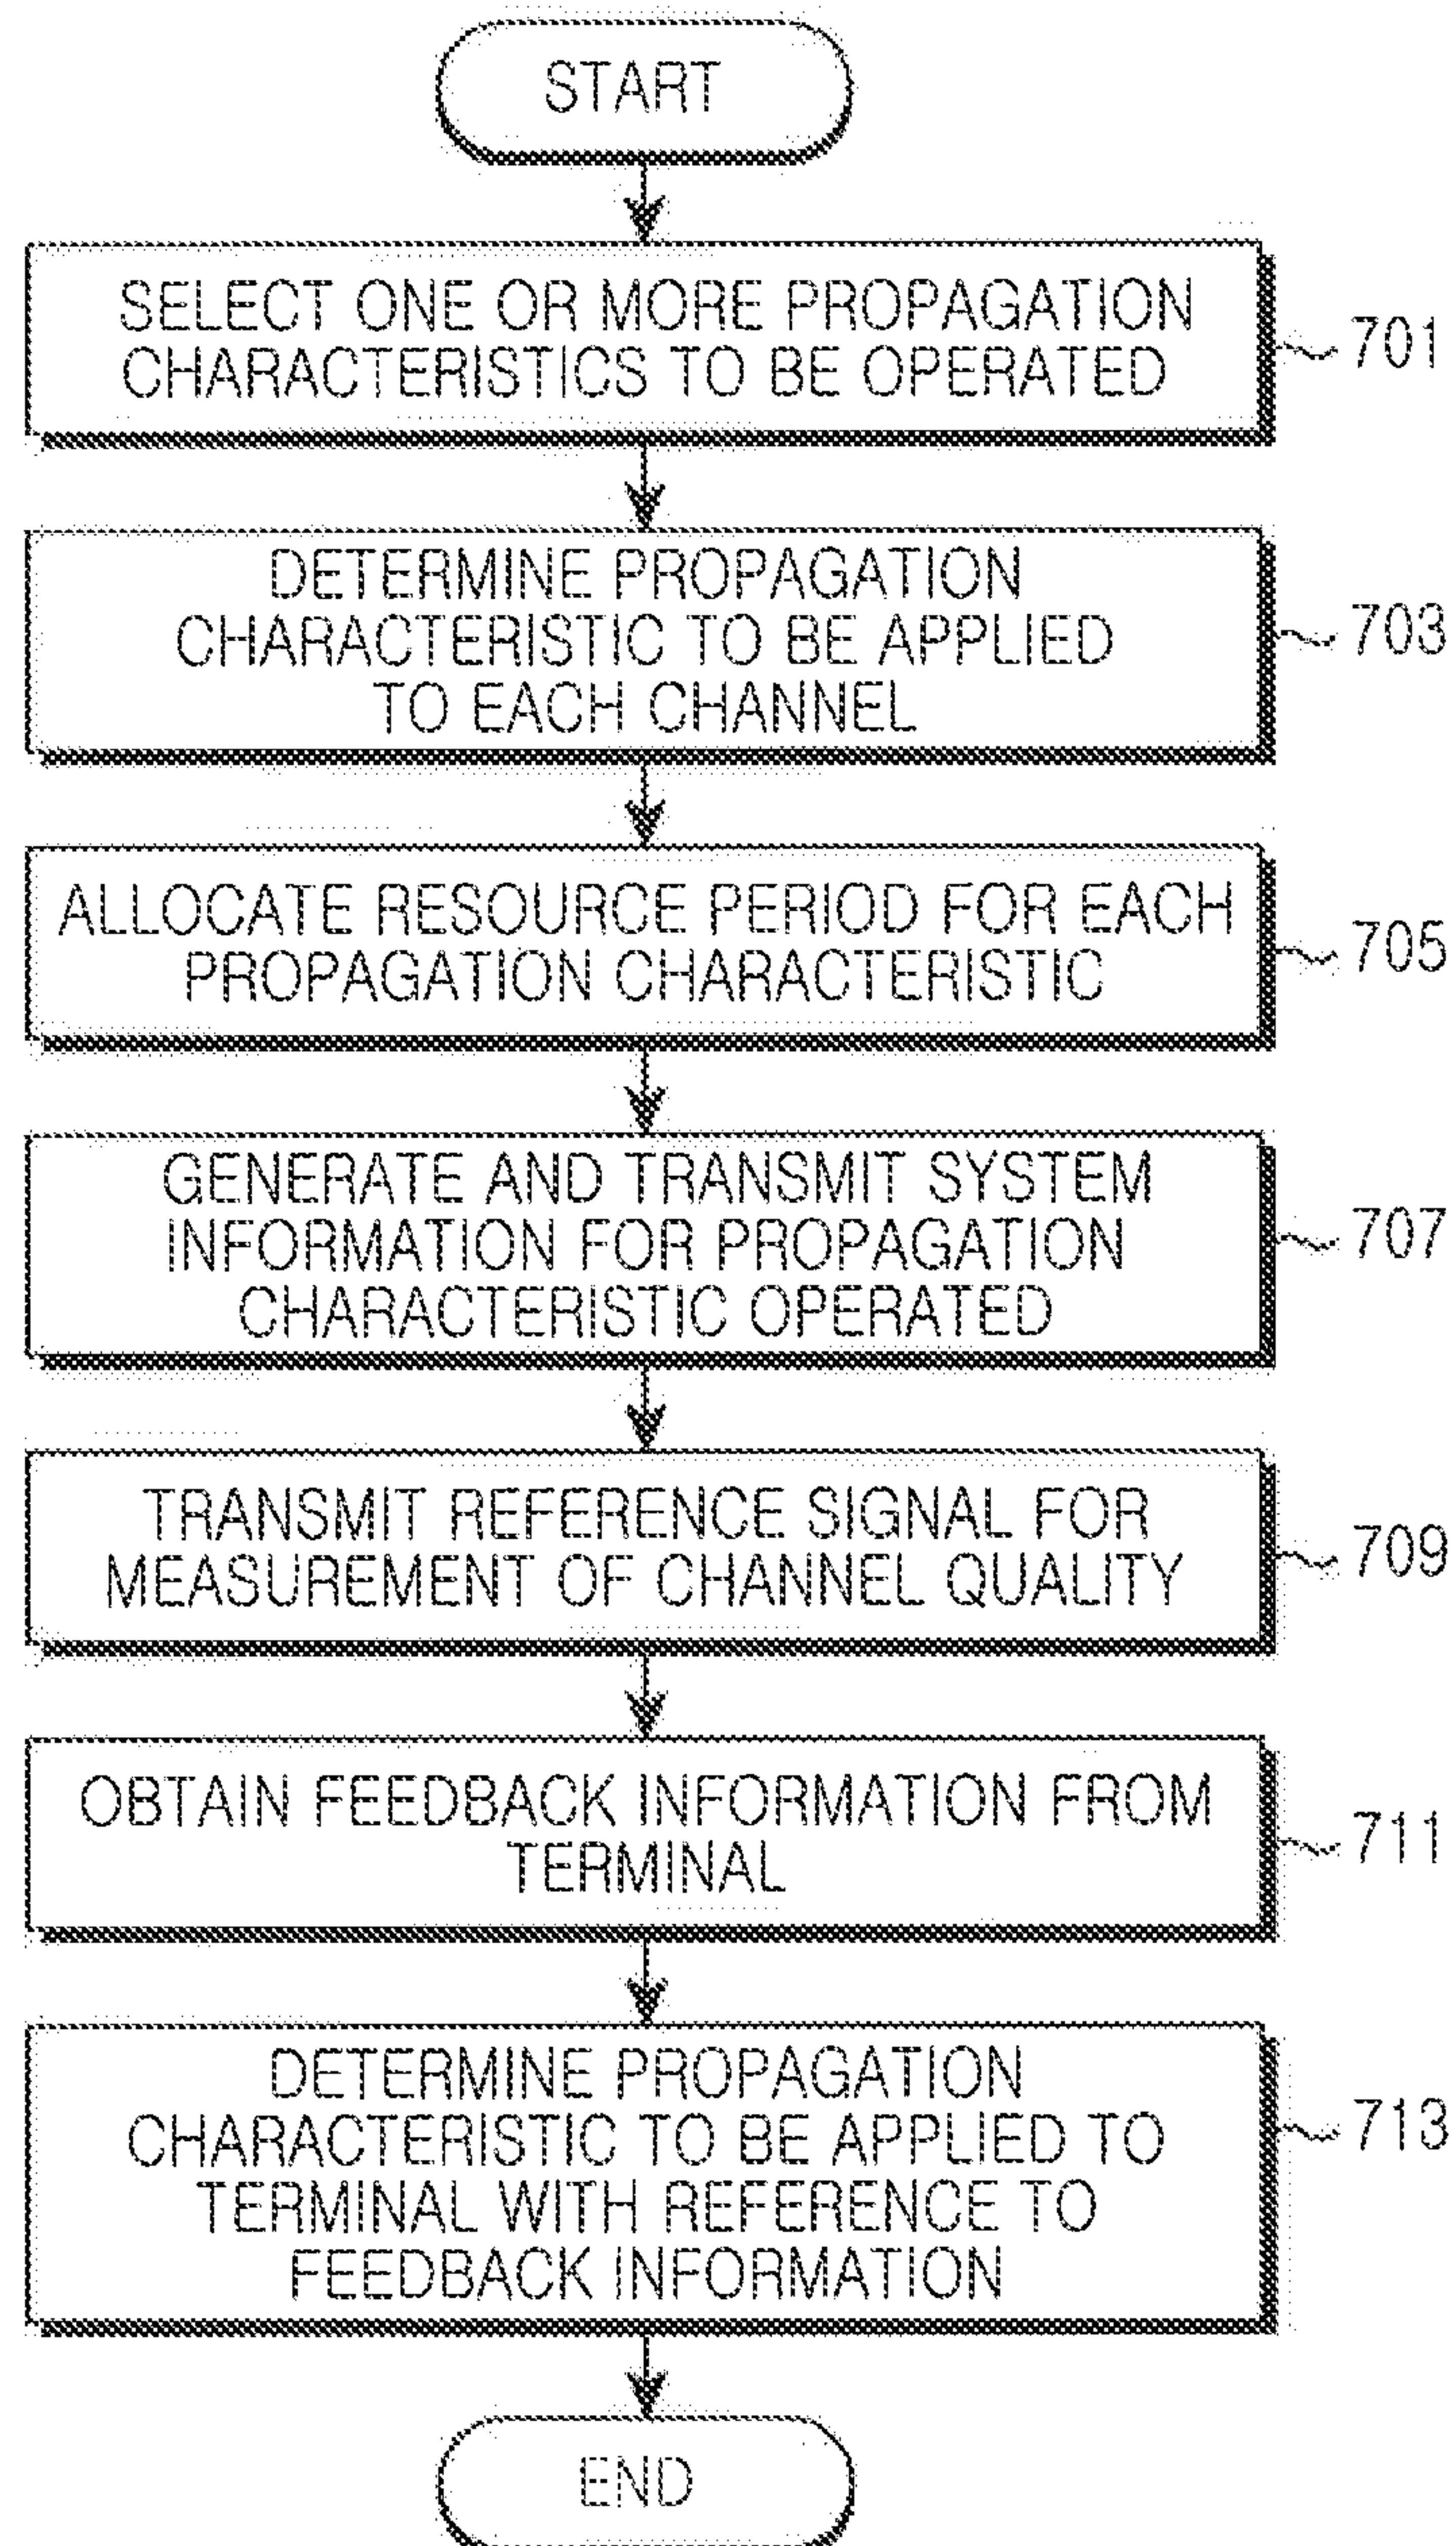 START
SELECT ONE OR MORE PROPAGATION
CHARACTERISTICS TO BE OPERATED
701
DETERMINE PROPAGATION
CHARACTERISTIC TO BE APPLIED
TO EACH CHANNEL
703
ALLOCATE RESOURCE PERIOD FOR EACH
PROPAGATION CHARACTERISTIC
705
GENERATE AND TRANSMIT SYSTEM
INFORMATION FOR PROPAGATION
CHARACTERISTIC OPERATED
707
TRANSMIT REFERENCE SIGNAL FOR
MEASUREMENT OF CHANNEL QUALITY
709
OBTAIN FEEDBACK INFORMATION FROM
TERMINAL
711
DETERMINE PROPAGATION
CHARACTERISTIC TO BE APPLIED TO
TERMINAL WITH REFERENCE TO
FEEDBACK INFORMATION
713
END